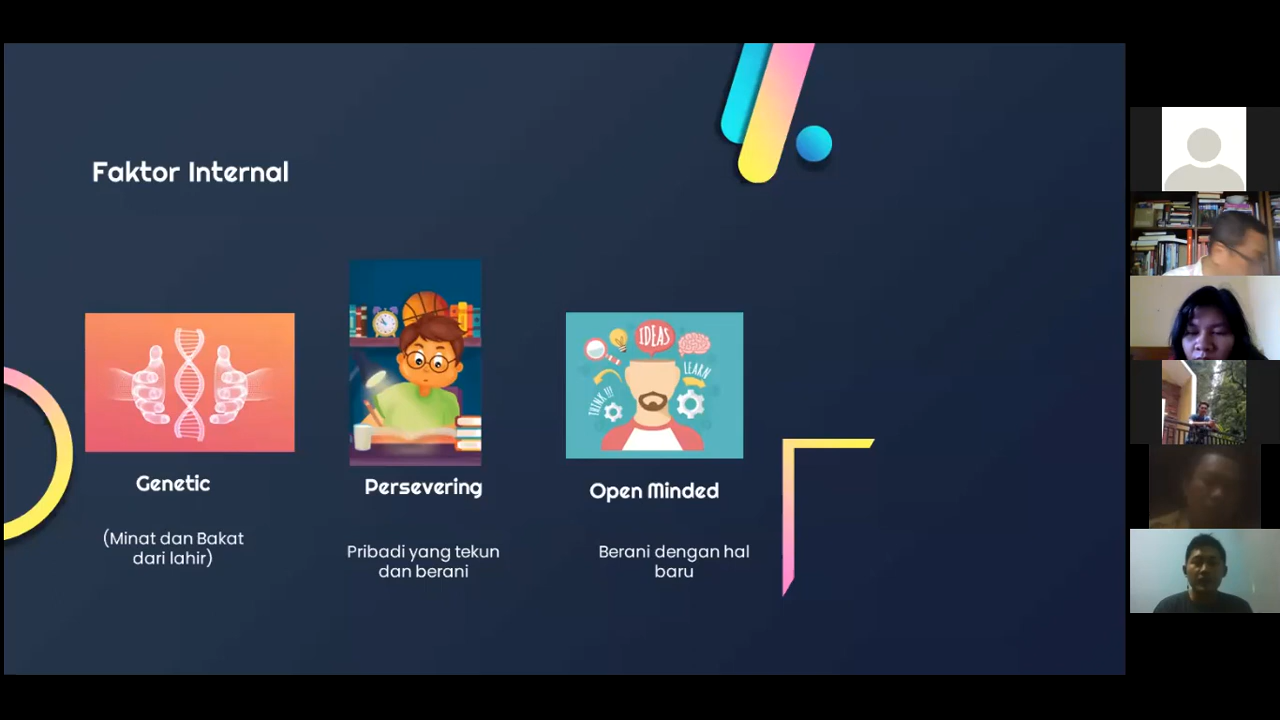 Faktor Internal
IDEAS
LEARN
THINK!!!
Genetic
(Minat dan Bakat
dari lahir)
Persevering
Pribadi yang tekun
dan berani
Open Minded
Berani dengan hal
baru